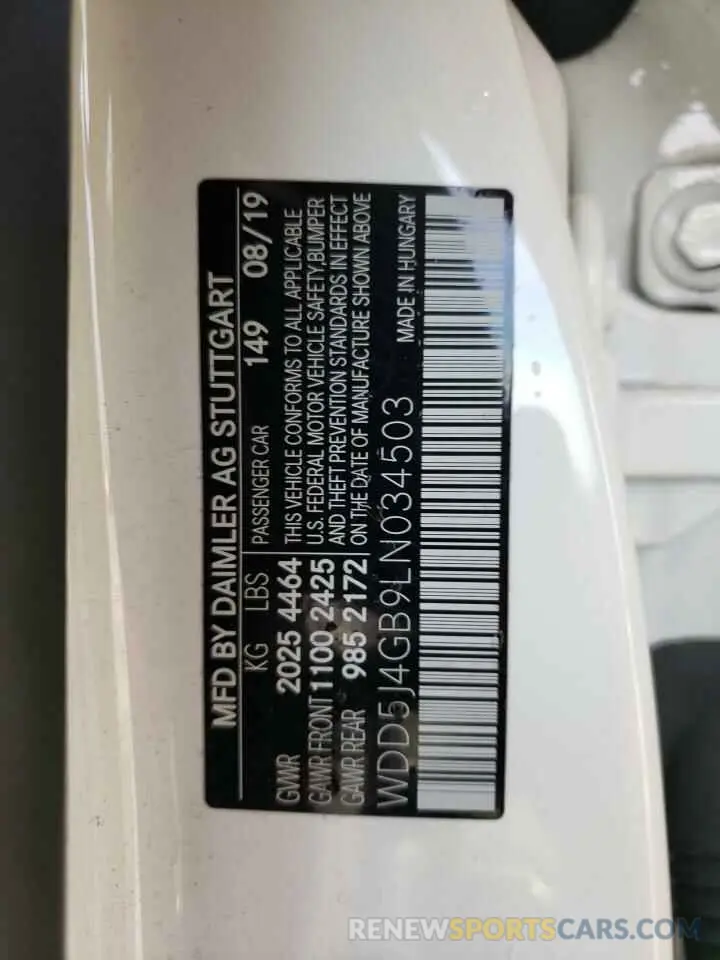 MFD BY DAIMLER AG STUTTGART
KG LBS PASSENGER CAR 149 08/19
GVWR 2025 4464 THIS VEHICLE CONFORMS TO ALL APPLICABLE
GAWR FRONT 1100 2425 U.S. FEDERAL MOTOR VEHICLE SAFETY,BUMPER
GAWR REAR 985 2172 AND THEFT PREVENTION STANDARDS IN EFFECT
ON THE DATE OF MANUFACTURE SHOWN ABOVE
WDD5J4GB9LN034503 MADE IN HUNGARY
RENEWSPORTSCARS.COM